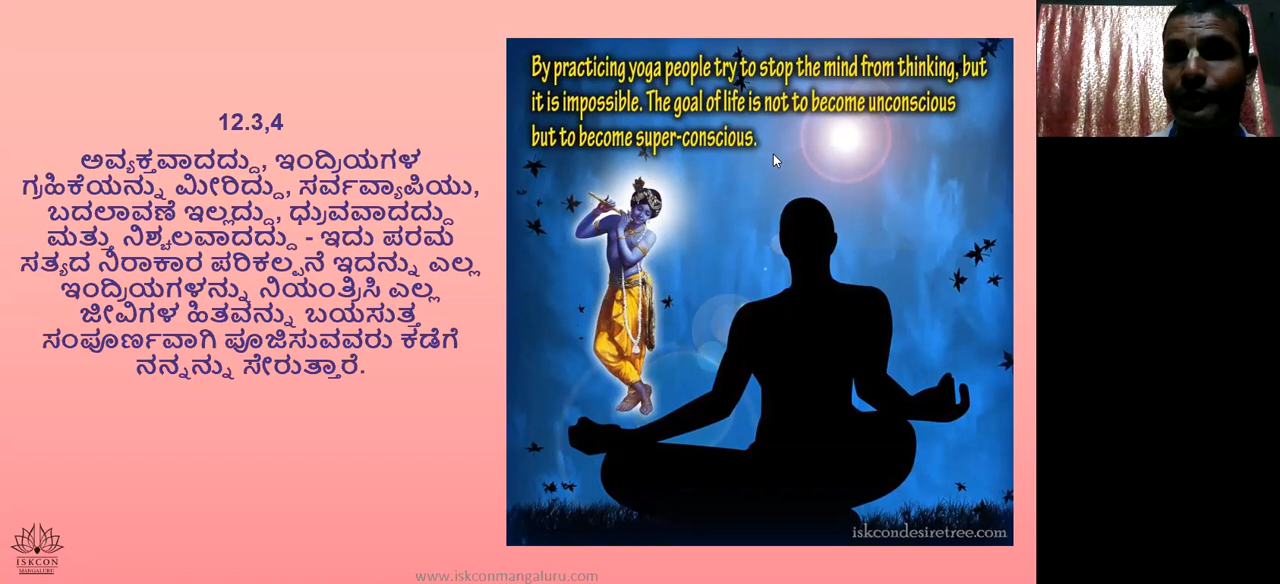 12.3,4
ಅವ್ಯಕ್ತವಾದದ್ದು, ಇಂದ್ರಿಯಗಳ
ಗ್ರಹಿಕೆಯನ್ನು ಮೀರಿದ್ದು, ಸರ್ವವ್ಯಾಪಿಯು,
ಬದಲಾವಣೆ ಇಲ್ಲದ್ದು, ಧ್ರುವವಾದದ್ದು
ಮತ್ತು ನಿಶ್ಚಲವಾದದ್ದು - ಇದು ಪರಮ
ಸತ್ಯದ ನಿರಾಕಾರ ಪರಿಕಲ್ಪನೆ ಇದನ್ನು ಎಲ್ಲ
ಇಂದ್ರಿಯಗಳನ್ನು ನಿಯಂತ್ರಿಸಿ ಎಲ್ಲ
ಜೀವಿಗಳ ಹಿತವನ್ನು ಬಯಸುತ್ತ
ಸಂಪೂರ್ಣವಾಗಿ ಪೂಜಿಸುವವರು ಕಡೆಗೆ
ನನ್ನನ್ನು ಸೇರುತ್ತಾರೆ.
By practicing yoga people try to stop the mind from thinking, but
it is impossible. The goal of life is not to become unconscious
but to become super-conscious.
iskcondesiretree.com
ISKCON
MANGALURU
www.iskconmangaluru.com